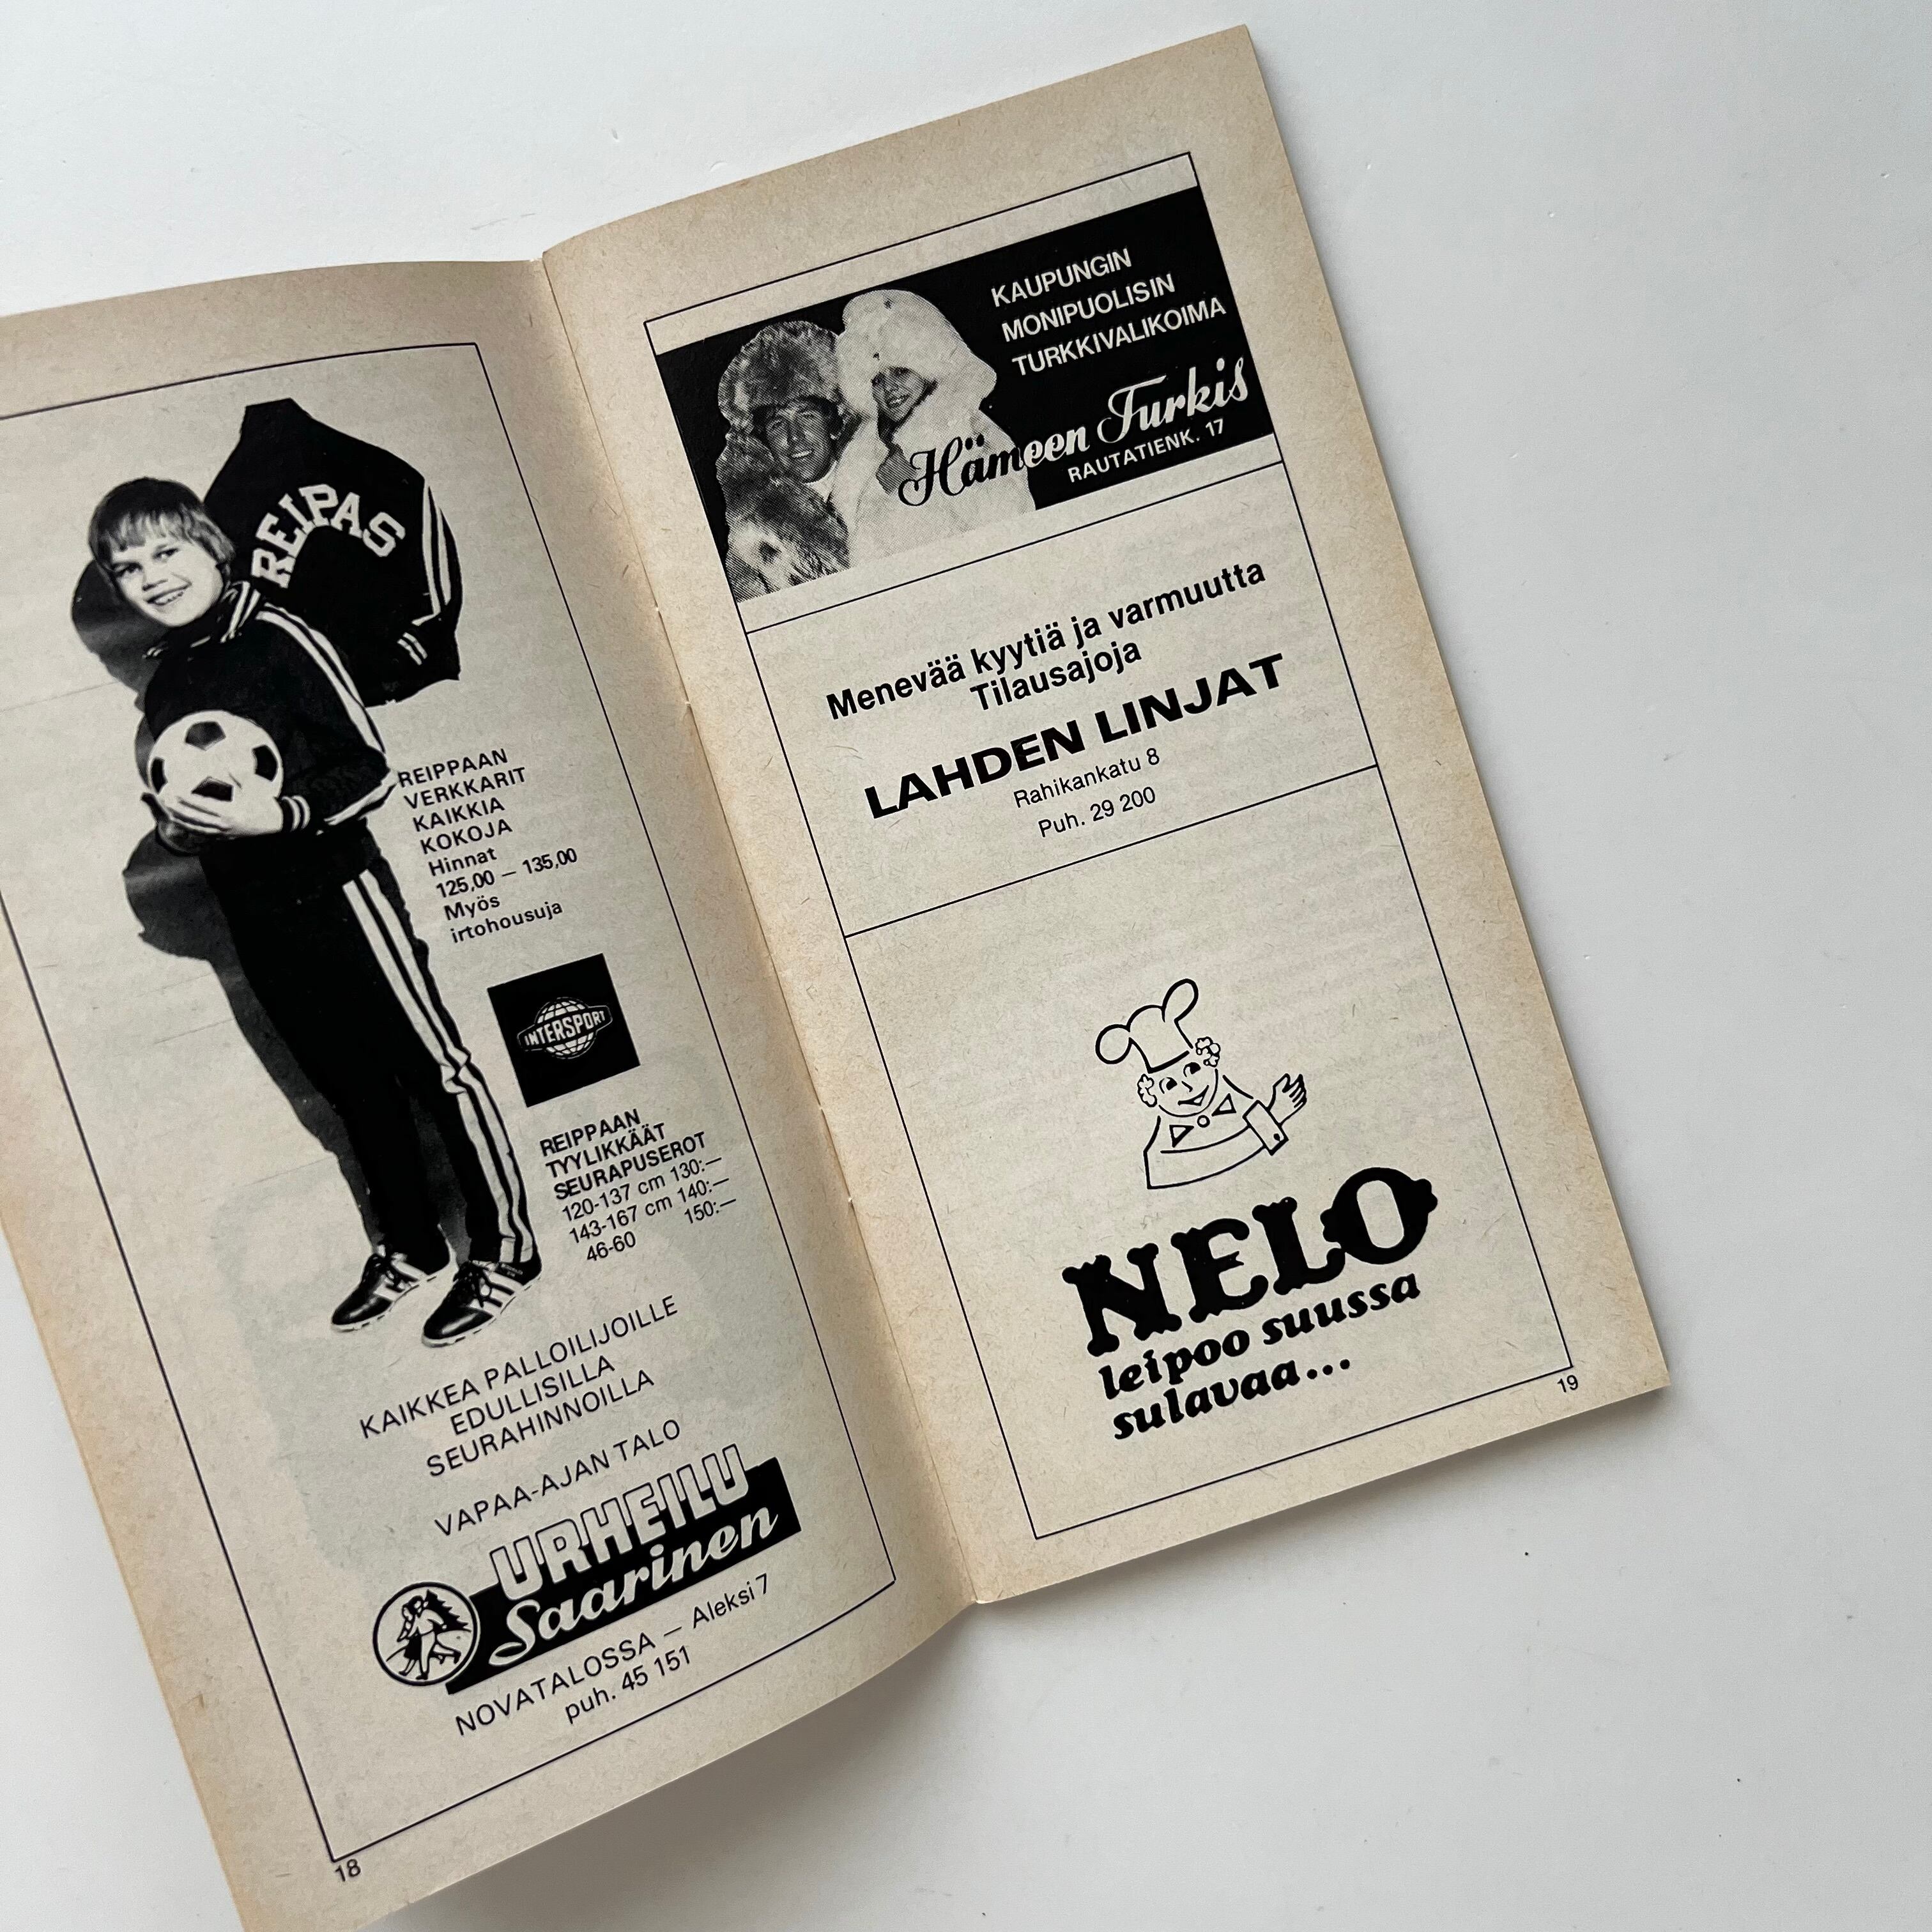 REIPAS
REIPPAAN
VERKKARIT
KAIKKIA
KOKOJA
Hinnat
125,00 — 135,00
Myös
irtohousuja
INTERSPORT
REIPPAAN
TYYLIKKÄÄT
SEURAPUSEROT
120-137 cm 130:—
143-167 cm 140:—
46-60 150:—
KAIKKEA PALLOILIJOILLE
EDULLISILLA
SEURAHINNOILLA
VAPAA-AJAN TALO
URHEILU
Saarinen
NOVATALOSSA — Aleksi 7
puh. 45 151
18
KAUPUNGIN
MONIPUOLISIN
TURKKIVALIKOIMA
Hämeen Turkis
RAUTATIENK. 17
Menevää kyytiä ja varmuutta
Tilausajoja
LAHDEN LINJAT
Rahikankatu 8
Puh. 29 200
NELO
leipoo suussa
sulavaa...
19